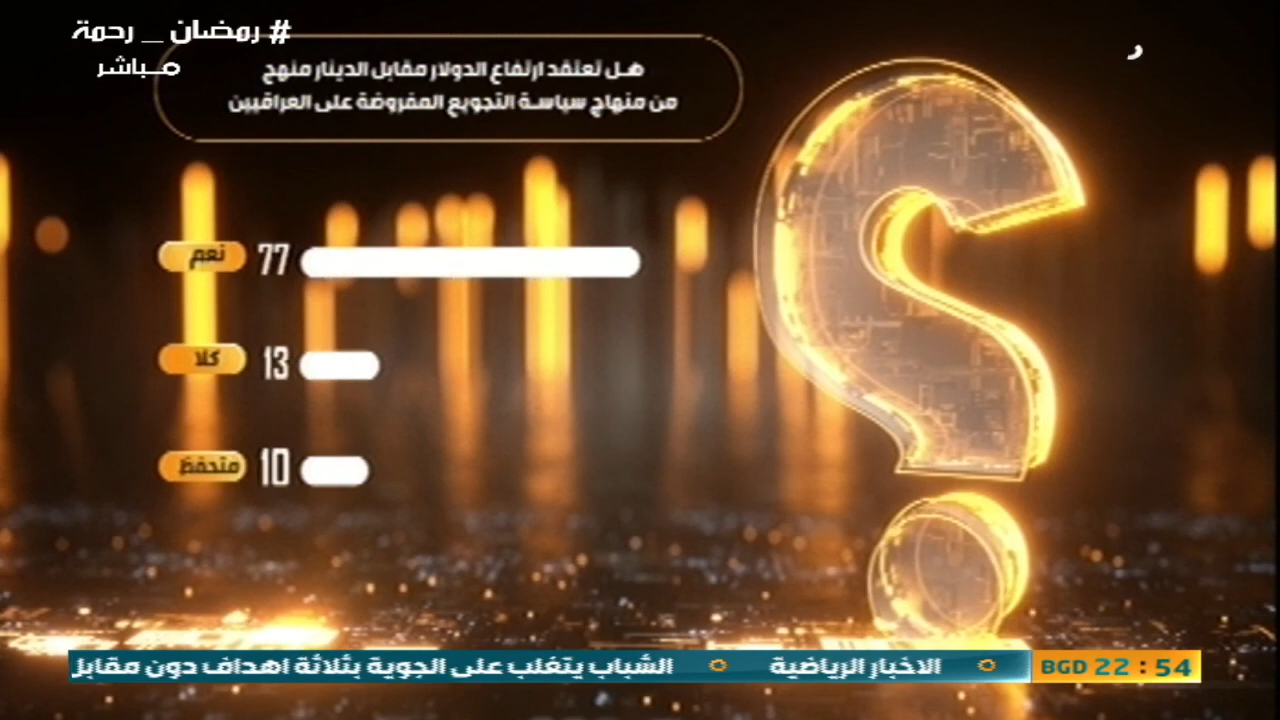 # رمضان _ رحمة
مباشر
هل تعتقد ارتفاع الدولار مقابل الدينار منهج
من منهاج سياسة التجويع المفروضة على العراقيين
نعم 77
كلا 13
متحفظ 10
؟
BGD 22 : 54
الاخبار الرياضية
الشباب يتغلب على الجوية بثلاثة اهداف دون مقابل